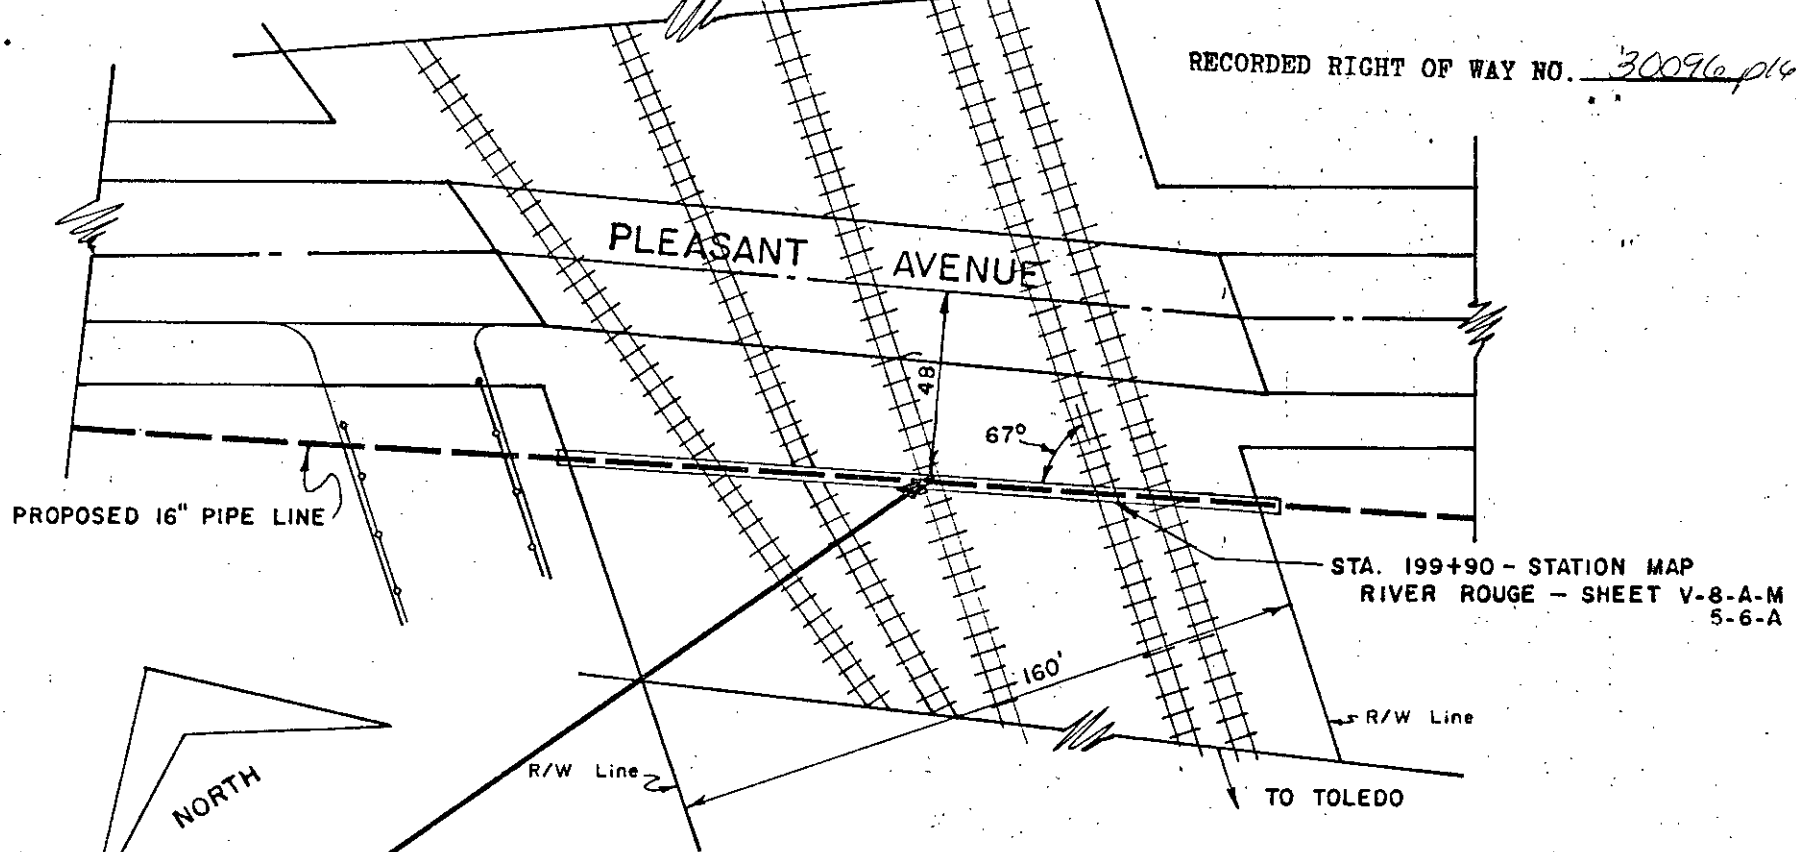 RECORDED RIGHT OF WAY NO. 30096 p16
PLEASANT AVENUE
48'
67°
PROPOSED 16" PIPE LINE
STA. 199+90 - STATION MAP
RIVER ROUGE - SHEET V-8-A-M
5-6-A
160'
R/W Line
R/W Line
NORTH
TO TOLEDO